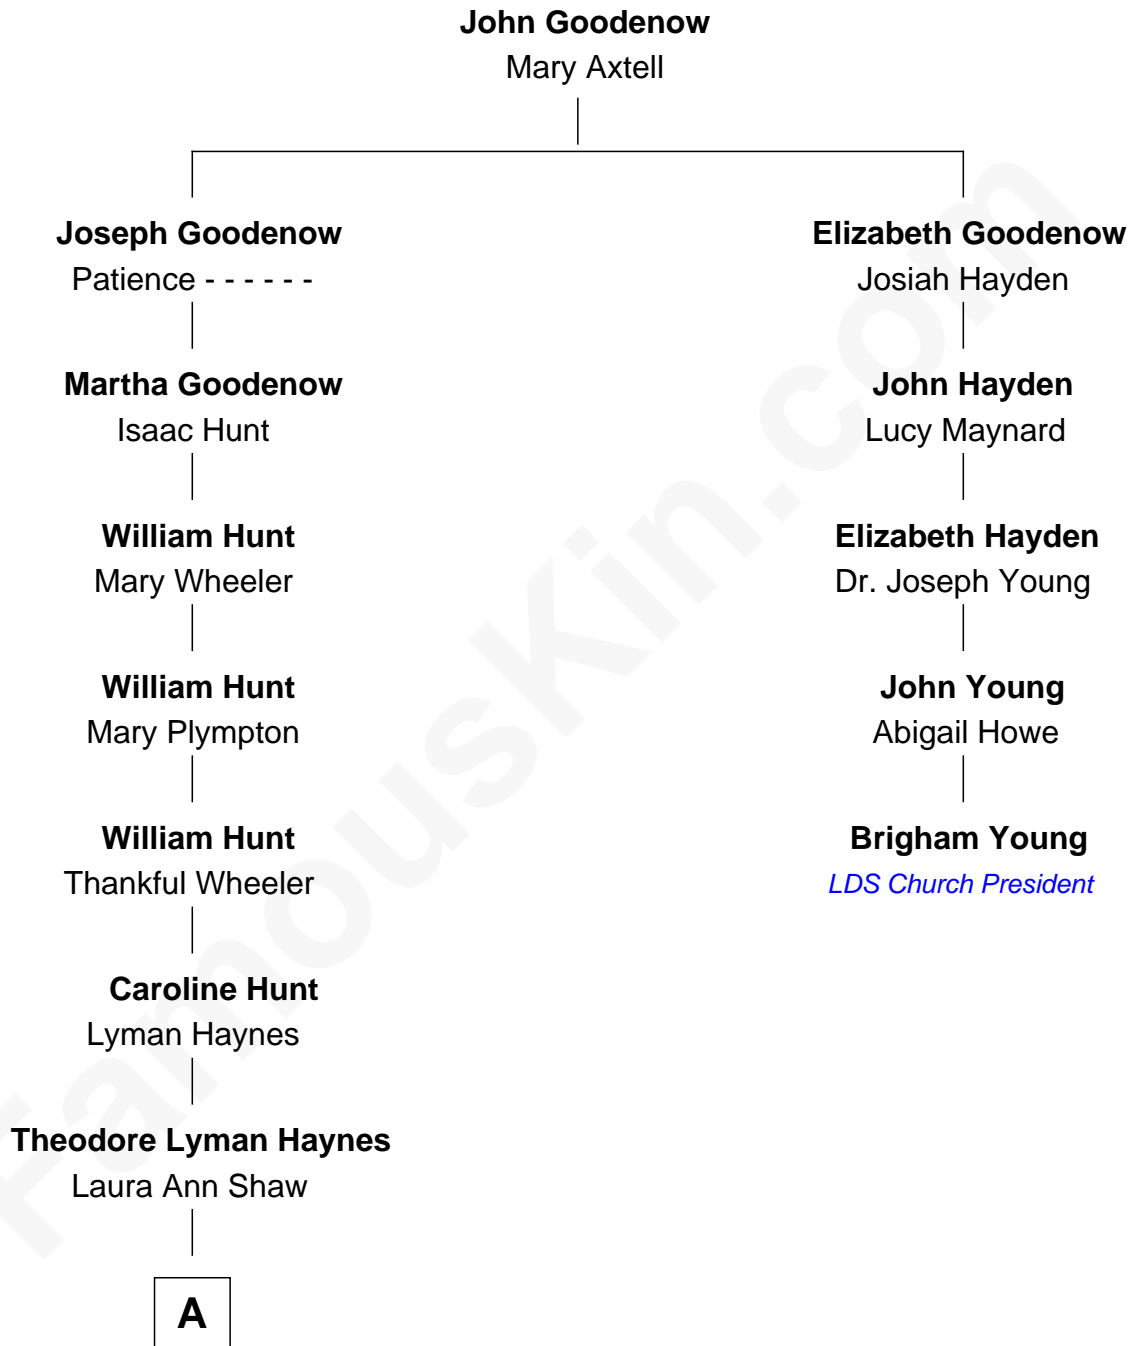 John Goodenow
Mary Axtell
Joseph Goodenow
Patience - - - - - -
Martha Goodenow
Isaac Hunt
William Hunt
Mary Wheeler
William Hunt
Mary Plympton
William Hunt
Thankful Wheeler
Caroline Hunt
Lyman Haynes
Theodore Lyman Haynes
Laura Ann Shaw
A
Elizabeth Goodenow
Josiah Hayden
John Hayden
Lucy Maynard
Elizabeth Hayden
Dr. Joseph Young
John Young
Abigail Howe
Brigham Young
LDS Church President
FamousKin.com